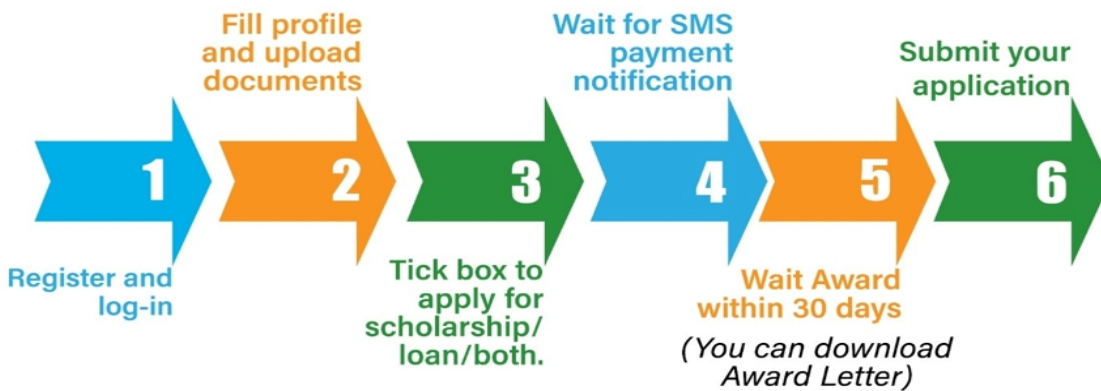 1
Register and
log-in
Fill profile
and upload
documents
2
3
Tick box to
apply for
scholarship/
loan/both.
Wait for SMS
payment
notification
4
5
Wait Award
within 30 days
(You can download
Award Letter)
Submit your
application
6